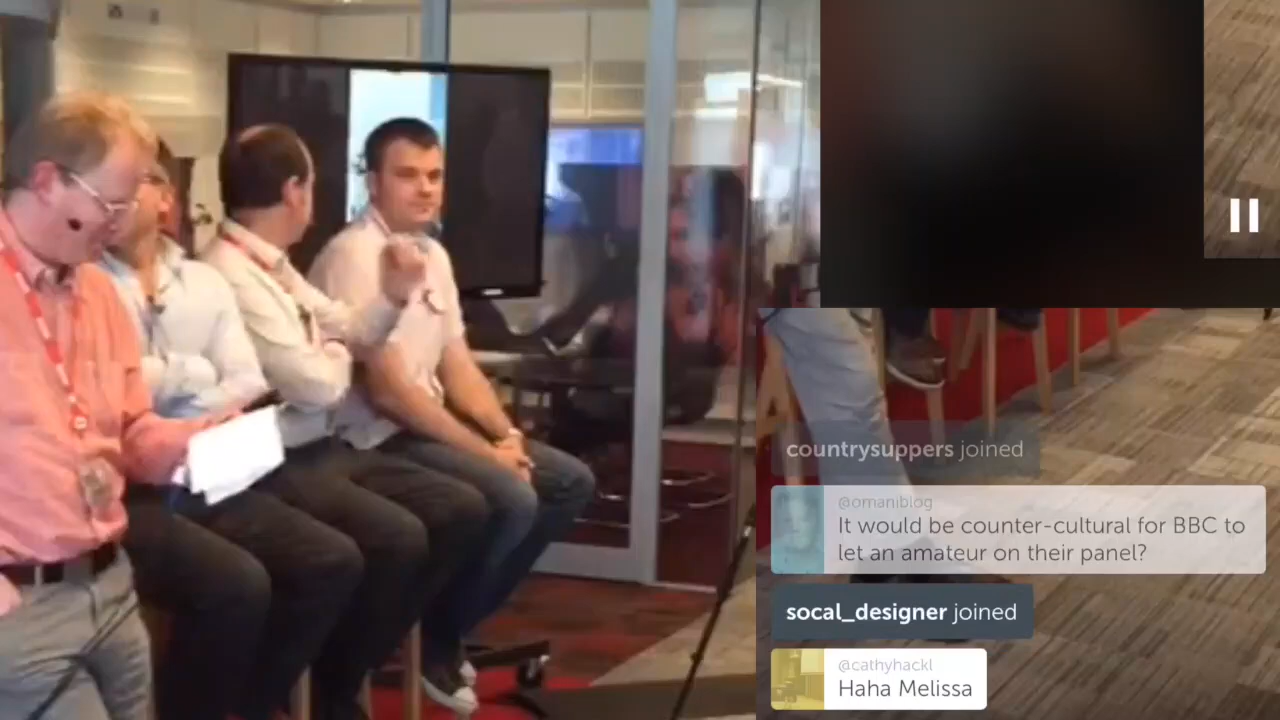 countrysuppers joined
@omaniblog
It would be counter-cultural for BBC to
let an amateur on their panel?
socal_designer joined
@cathyhackl
Haha Melissa